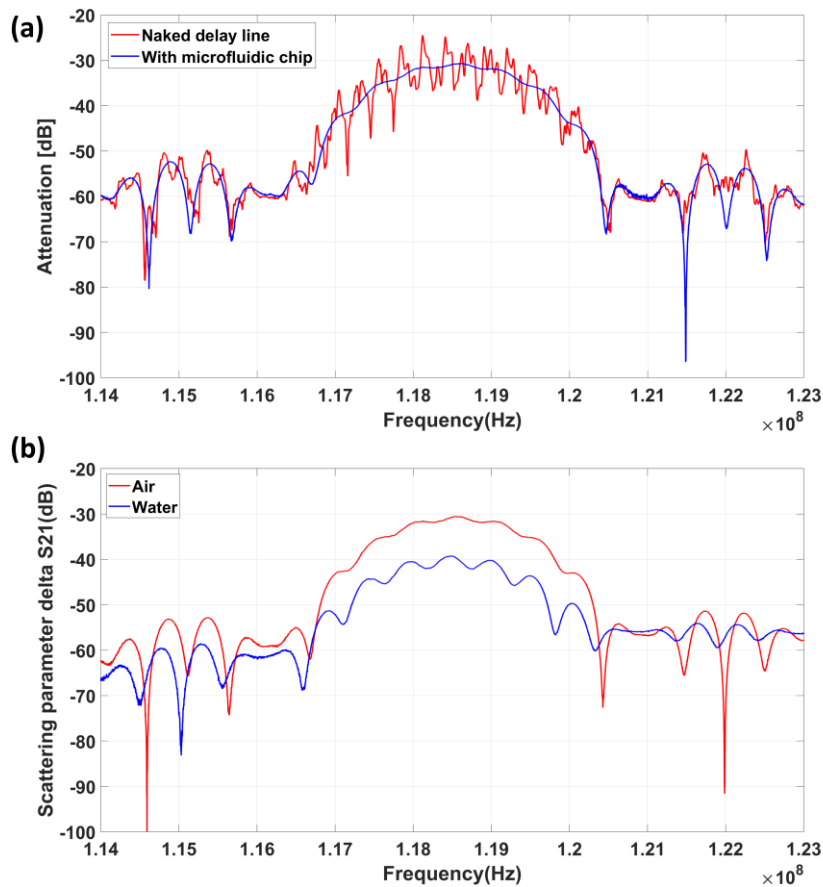 (a)
-20
-30
-40
-50
-60
-70
-80
-90
-100
Attenuation [dB]
Naked delay line
With microfluidic chip
1.14 1.15 1.16 1.17 1.18 1.19 1.2 1.21 1.22 1.23
Frequency(Hz)
×10^8
(b)
-20
-30
-40
-50
-60
-70
-80
-90
-100
Scattering parameter delta S21(dB)
Air
Water
1.14 1.15 1.16 1.17 1.18 1.19 1.2 1.21 1.22 1.23
Frequency(Hz)
×10^8